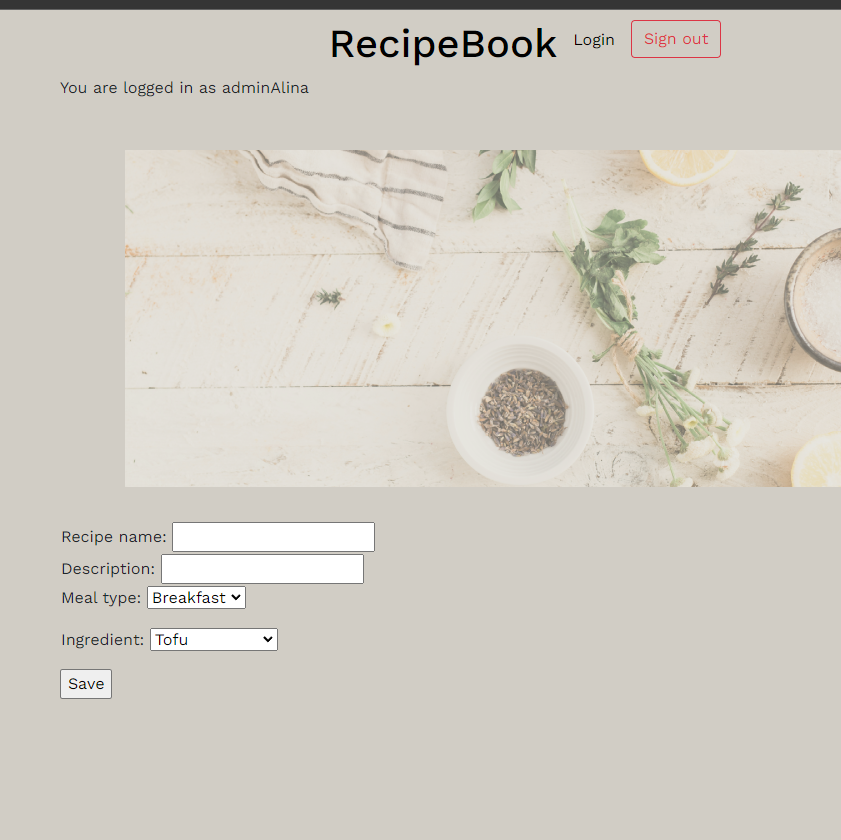 RecipeBook Login Sign out
You are logged in as adminAlina
Recipe name:
Description:
Meal type: Breakfast
Ingredient: Tofu
Save